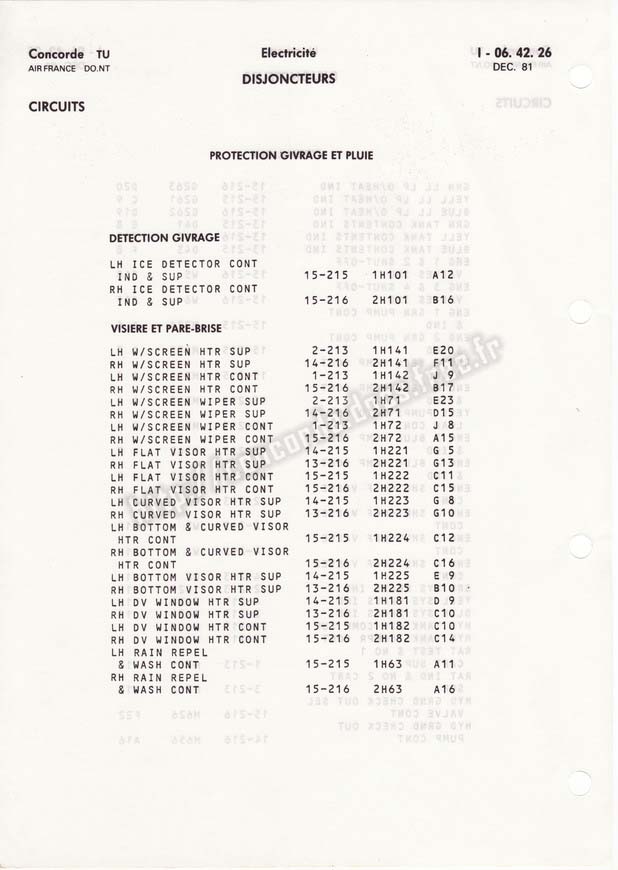 Concorde TU Electricité I - 06. 42. 26
AIR FRANCE DO.NT DISJONCTEURS DEC. 81
CIRCUITS
PROTECTION GIVRAGE ET PLUIE
DETECTION GIVRAGE
LH ICE DETECTOR CONT
IND & SUP 15-215 1H101 A12
RH ICE DETECTOR CONT
IND & SUP 15-216 2H101 B16
VISIERE ET PARE-BRISE
LH W/SCREEN HTR SUP 2-213 1H141 E20
RH W/SCREEN HTR SUP 14-216 2H141 F11
LH W/SCREEN HTR CONT 1-213 1H142 J 9
RH W/SCREEN HTR CONT 15-216 2H142 B17
LH W/SCREEN WIPER SUP 2-213 1H71 E23
RH W/SCREEN WIPER SUP 14-216 2H71 D15
LH W/SCREEN WIPER CONT 1-213 1H72 J 8
RH W/SCREEN WIPER CONT 15-216 2H72 A15
LH FLAT VISOR HTR SUP 14-215 1H221 G 5
RH FLAT VISOR HTR SUP 13-216 2H221 G13
LH FLAT VISOR HTR CONT 15-215 1H222 C11
RH FLAT VISOR HTR CONT 15-216 2H222 C15
LH CURVED VISOR HTR SUP 14-215 1H223 G 8
RH CURVED VISOR HTR SUP 13-216 2H223 G10
LH BOTTOM & CURVED VISOR
HTR CONT 15-215 1H224 C12
RH BOTTOM & CURVED VISOR
HTR CONT 15-216 2H224 C16
LH BOTTOM VISOR HTR SUP 14-215 1H225 E 9
RH BOTTOM VISOR HTR SUP 13-216 2H225 B10
LH DV WINDOW HTR SUP 14-215 1H181 D 9
RH DV WINDOW HTR SUP 13-216 2H181 C10
LH DV WINDOW HTR CONT 15-215 1H182 C10
RH DV WINDOW HTR CONT 15-216 2H182 C14
LH RAIN REPEL
& WASH CONT 15-215 1H63 A11
RH RAIN REPEL
& WASH CONT 15-216 2H63 A16